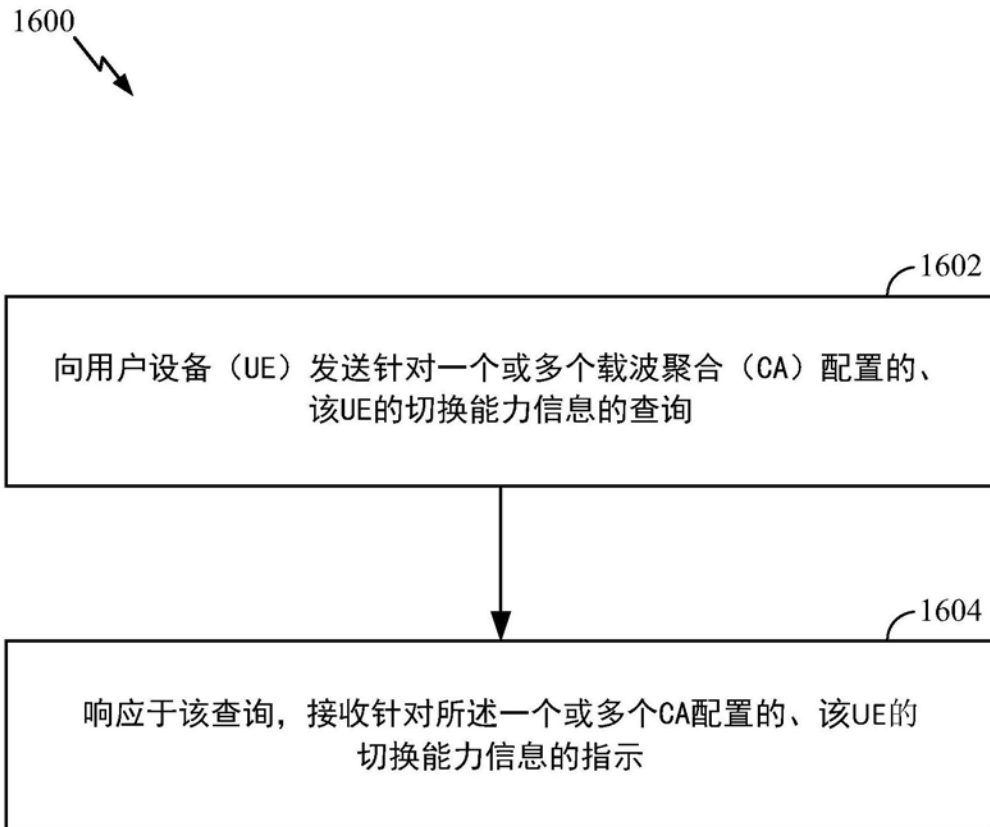 1600
1602
向用户设备（UE）发送针对一个或多个载波聚合（CA）配置的、
该UE的切换能力信息的查询
1604
响应于该查询，接收针对所述一个或多个CA配置的、该UE的
切换能力信息的指示